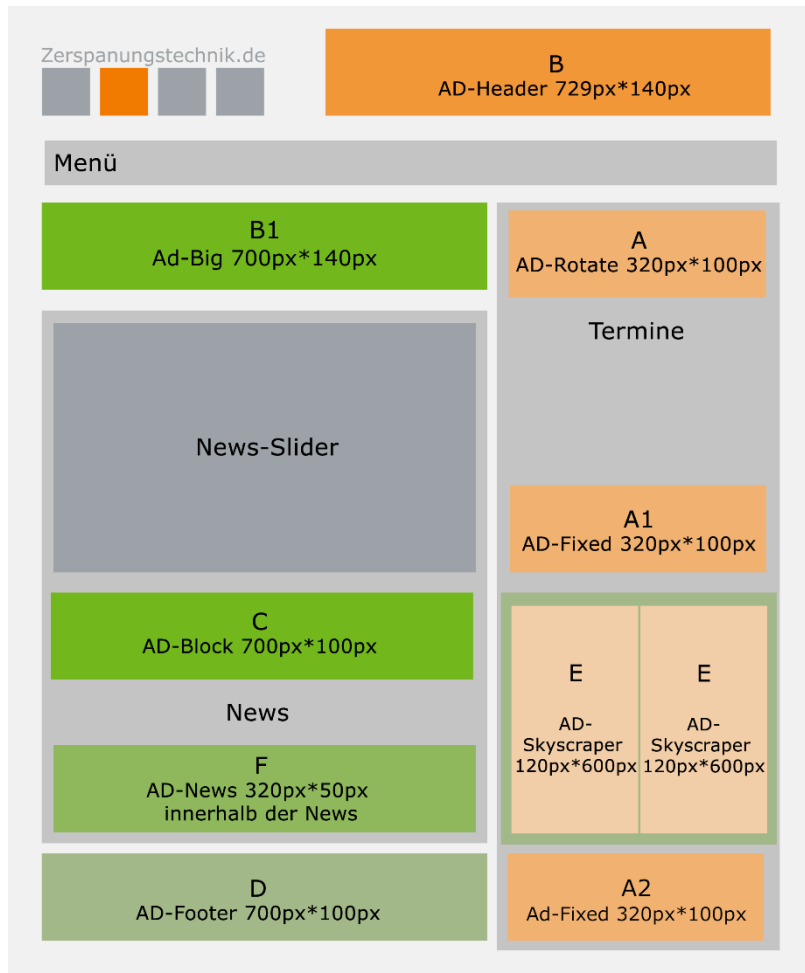 Zerspanungstechnik.de
B
AD-Header 729px*140px
Menü
B1
Ad-Big 700px*140px
A
AD-Rotate 320px*100px
Termine
News-Slider
A1
AD-Fixed 320px*100px
C
AD-Block 700px*100px
News
F
AD-News 320px*50px
innerhalb der News
E
AD-
Skyscraper
120px*600px
E
AD-
Skyscraper
120px*600px
D
AD-Footer 700px*100px
A2
Ad-Fixed 320px*100px